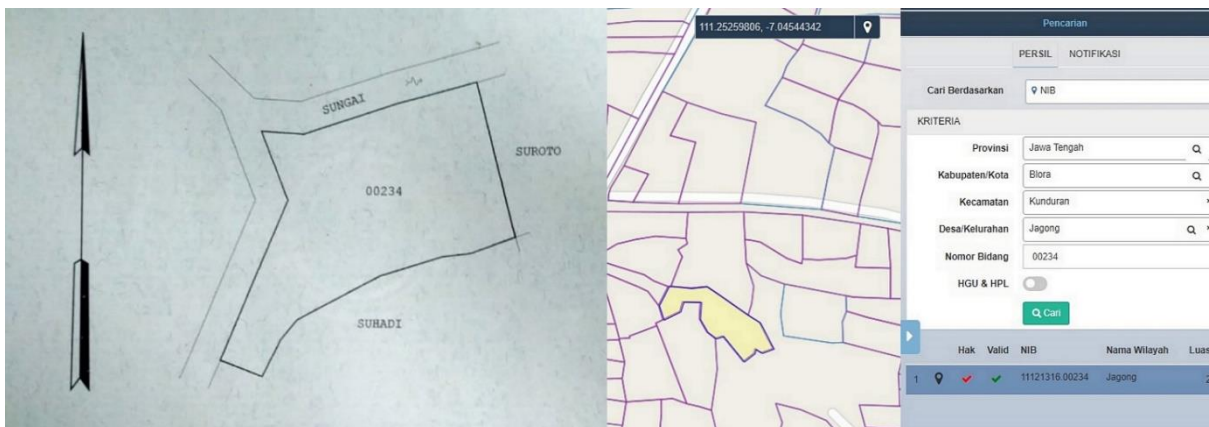 SUNGAI
SUROTO
00234
SUHADI
111.25259806, -7.04544342
Pencarian
PERSIL NOTIFIKASI
Cari Berdasarkan NIB
KRITERIA
Provinsi Jawa Tengah
Kabupaten/Kota Blora
Kecamatan Kunduran
Desa/Kelurahan Jagong
Nomor Bidang 00234
HGU & HPL
Cari
Hak Valid NIB Nama Wilayah Luas
1 11121316.00234 Jagong 2